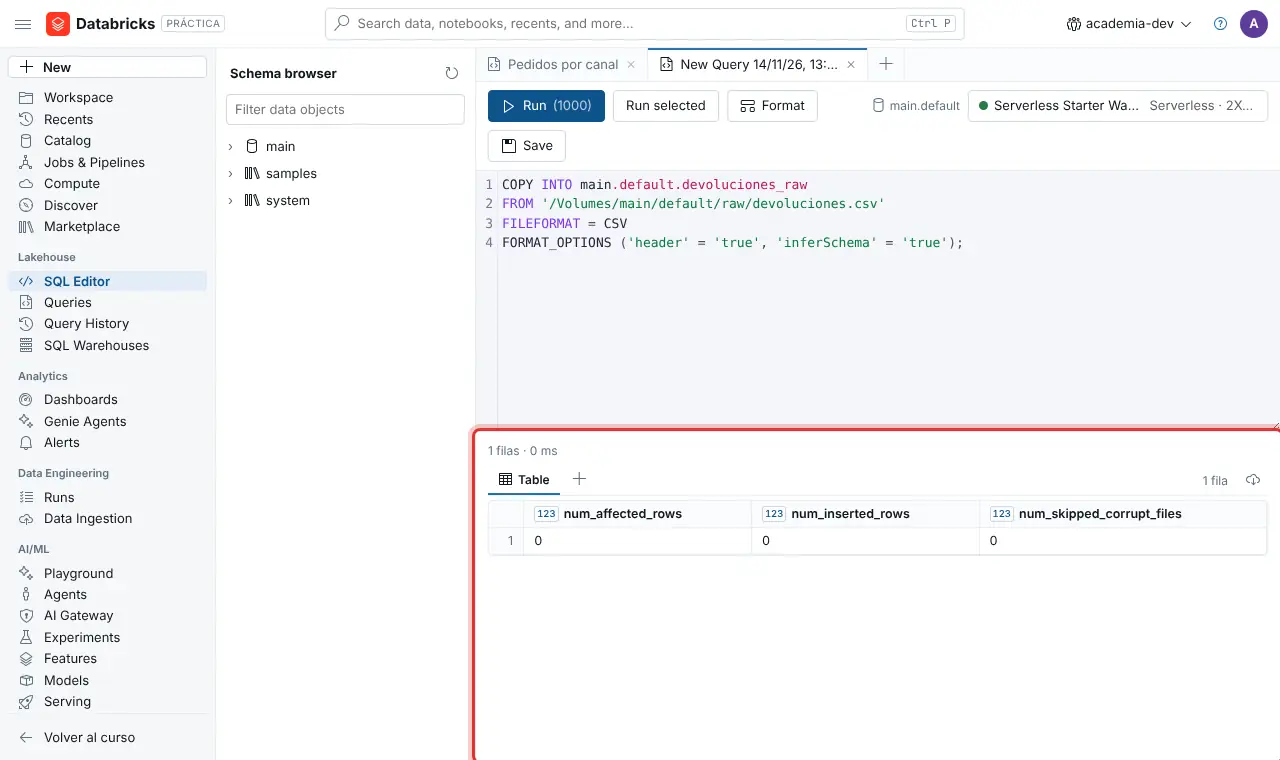 Databricks PRÁCTICA
Search data, notebooks, recents, and more... Ctrl P
academia-dev
? A
New
Workspace
Recents
Catalog
Jobs & Pipelines
Compute
Discover
Marketplace
Lakehouse
SQL Editor
Queries
Query History
SQL Warehouses
Analytics
Dashboards
Genie Agents
Alerts
Data Engineering
Runs
Data Ingestion
AI/ML
Playground
Agents
AI Gateway
Experiments
Features
Models
Serving
Volver al curso
Schema browser
Filter data objects
main
samples
system
Pedidos por canal
New Query 14/11/26, 13:...
Run (1000)
Run selected
Format
main.default
Serverless Starter Wa... Serverless · 2X...
Save
1 COPY INTO main.default.devoluciones_raw
2 FROM '/Volumes/main/default/raw/devoluciones.csv'
3 FILEFORMAT = CSV
4 FORMAT_OPTIONS ('header' = 'true', 'inferSchema' = 'true');
1 filas · 0 ms
Table
1 fila
123 num_affected_rows 123 num_inserted_rows 123 num_skipped_corrupt_files
1 0 0 0